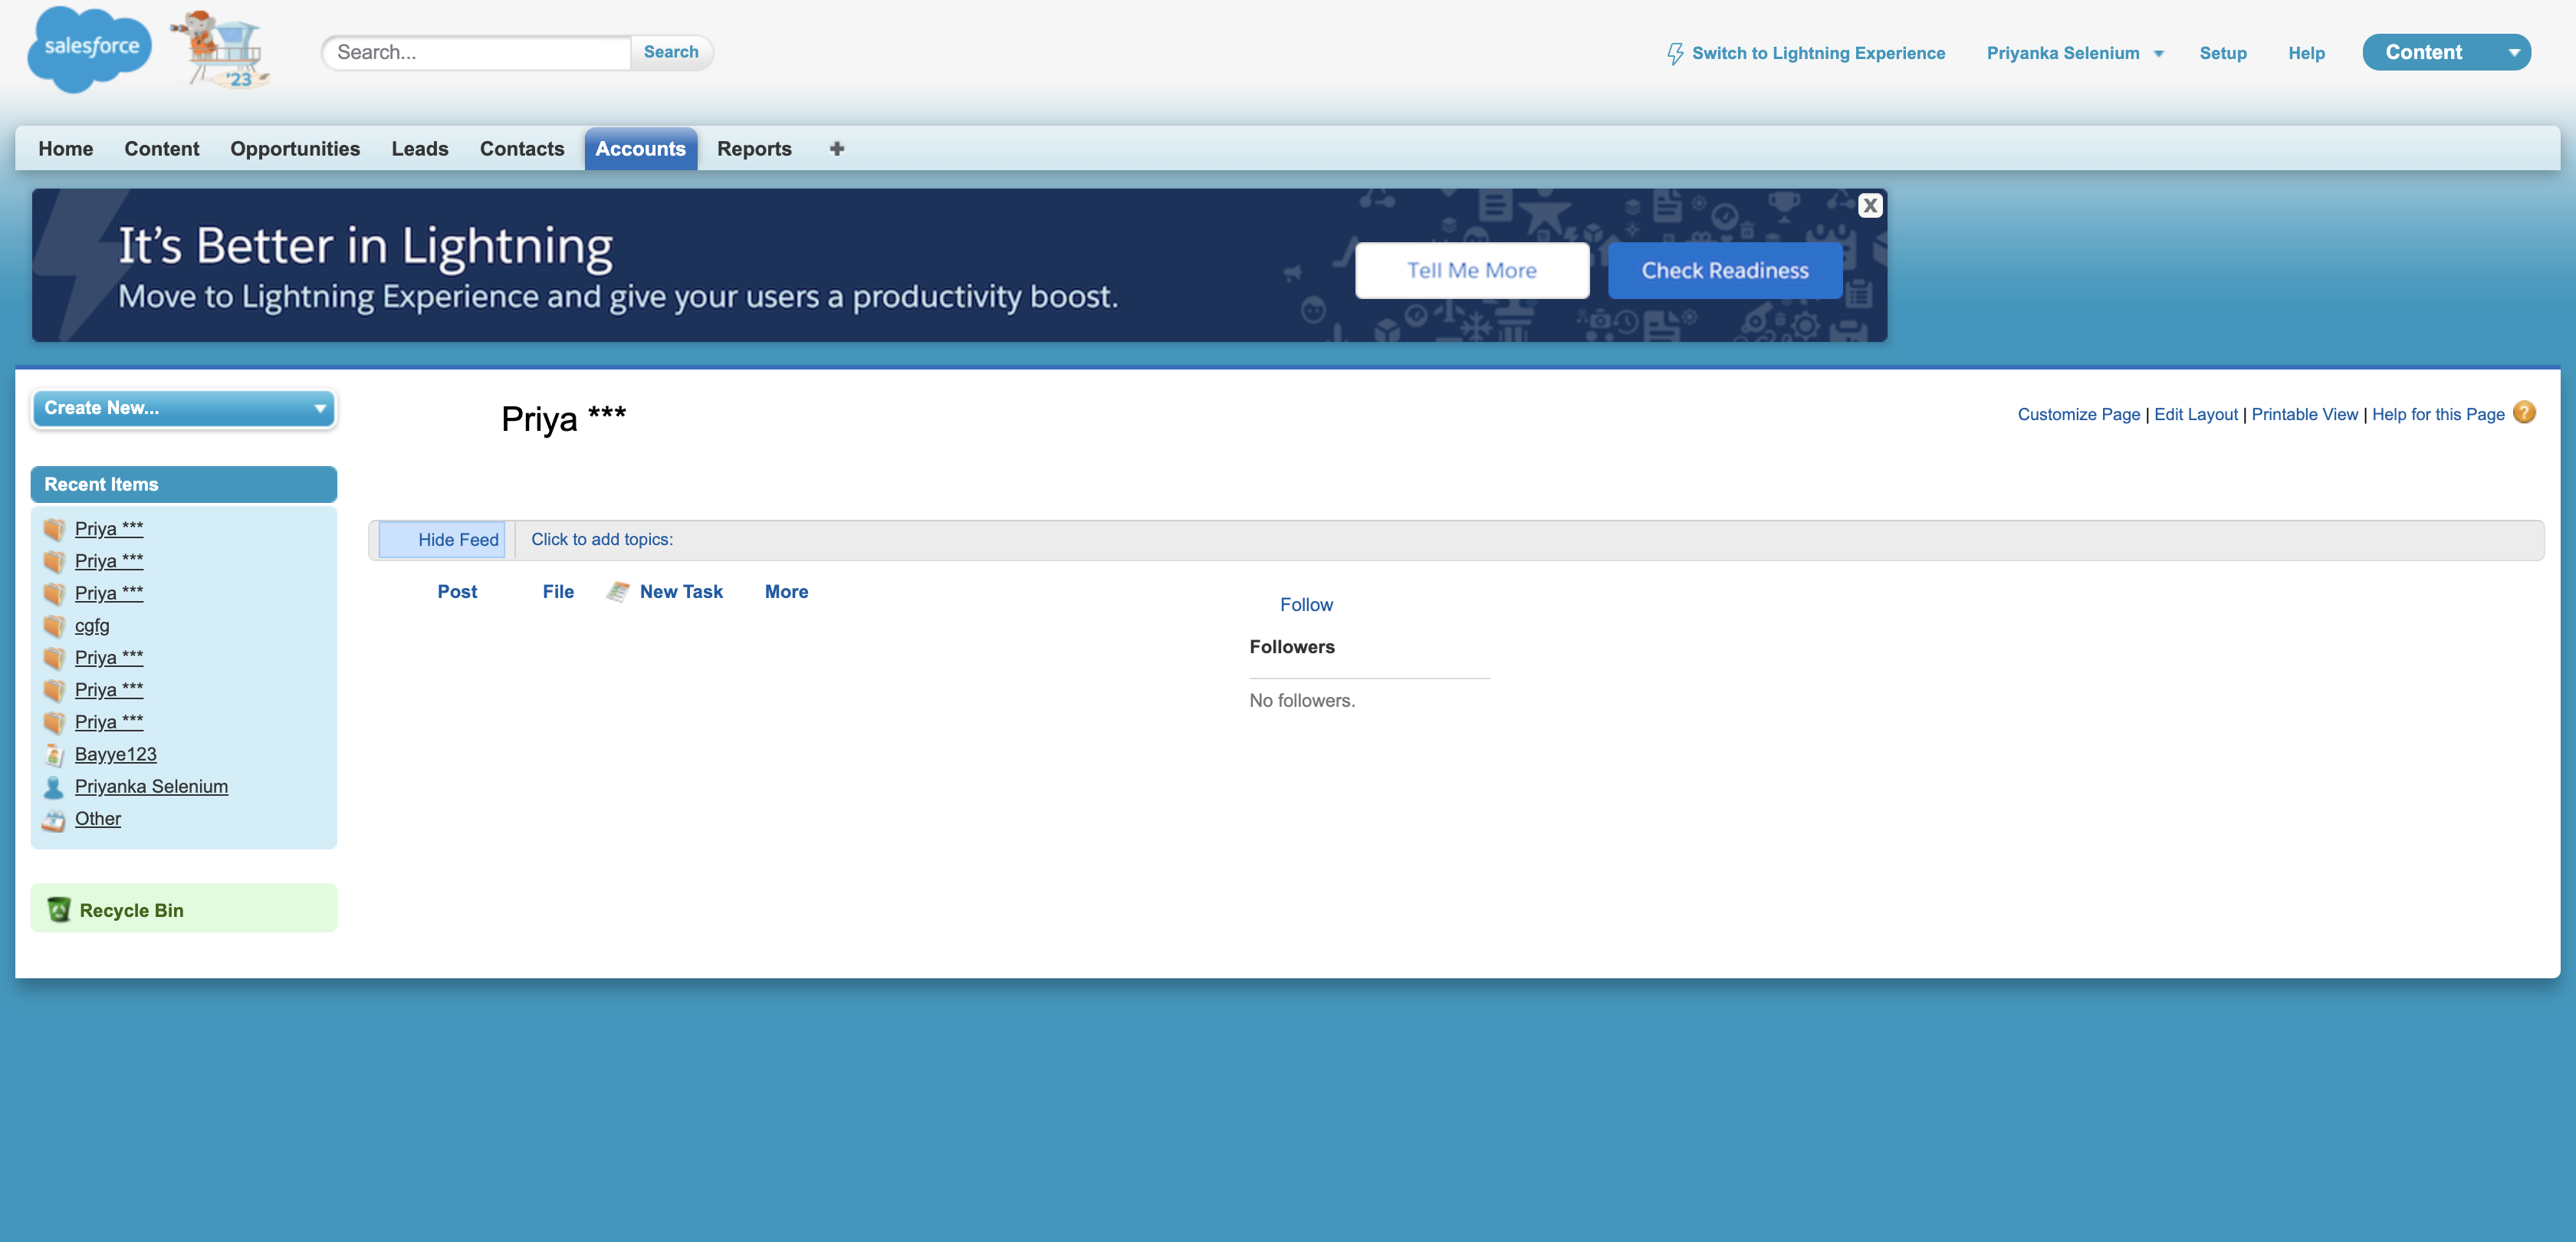 salesforce
'23
Search...
Search
Switch to Lightning Experience
Priyanka Selenium
Setup
Help
Content
Home
Content
Opportunities
Leads
Contacts
Accounts
Reports
It's Better in Lightning
Move to Lightning Experience and give your users a productivity boost.
Tell Me More
Check Readiness
X
Create New...
Priya ***
Customize Page | Edit Layout | Printable View | Help for this Page ?
Recent Items
Priya ***
Priya ***
Priya ***
cgfg
Priya ***
Priya ***
Priya ***
Bayye123
Priyanka Selenium
Other
Recycle Bin
Hide Feed
Click to add topics:
Post
File
New Task
More
Follow
Followers
No followers.